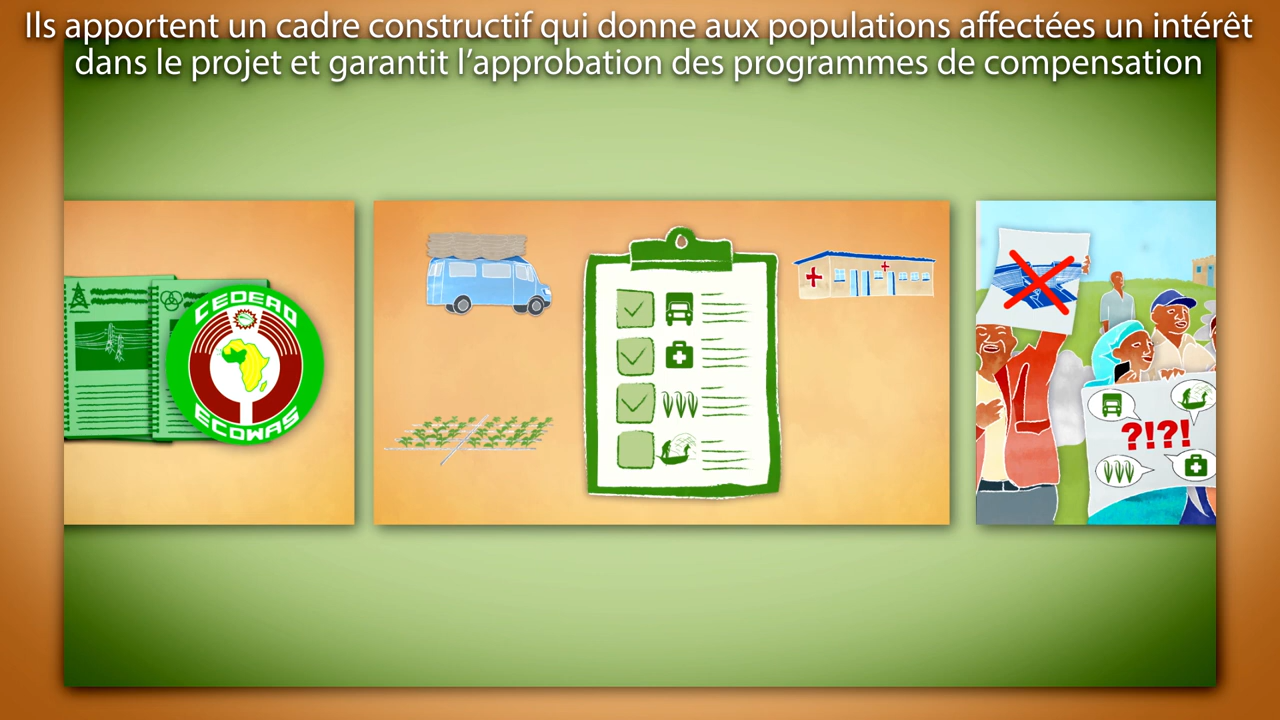 Ils apportent un cadre constructif qui donne aux populations affectées un intérêt
dans le projet et garantit l’approbation des programmes de compensation
CEDEAO
ECOWAS
?!?!